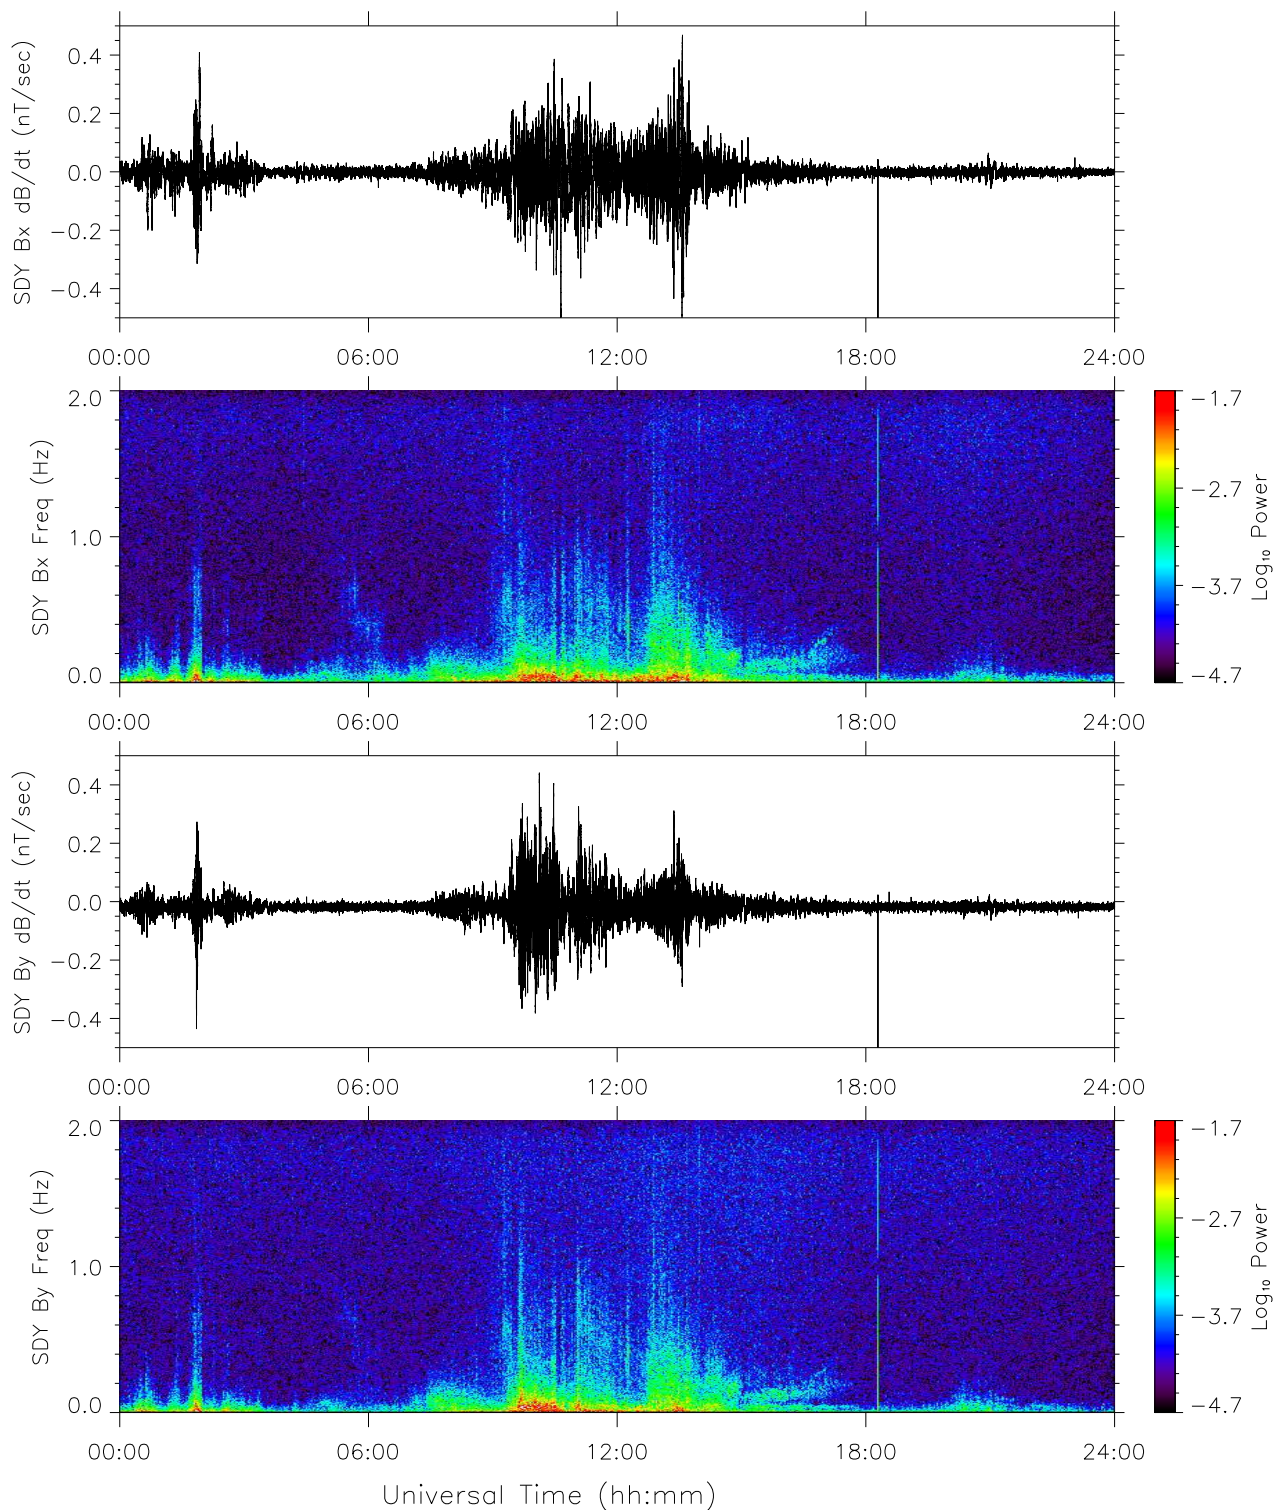 SDY Bx dB/dt (nT/sec)
0.4
0.2
0.0
−0.2
−0.4
00:00 06:00 12:00 18:00 24:00
SDY Bx Freq (Hz)
2.0
1.0
0.0
00:00 06:00 12:00 18:00 24:00
−1.7
−2.7
−3.7
−4.7
Log₁₀ Power
SDY By dB/dt (nT/sec)
0.4
0.2
0.0
−0.2
−0.4
00:00 06:00 12:00 18:00 24:00
SDY By Freq (Hz)
2.0
1.0
0.0
00:00 06:00 12:00 18:00 24:00
−1.7
−2.7
−3.7
−4.7
Log₁₀ Power
Universal Time (hh:mm)